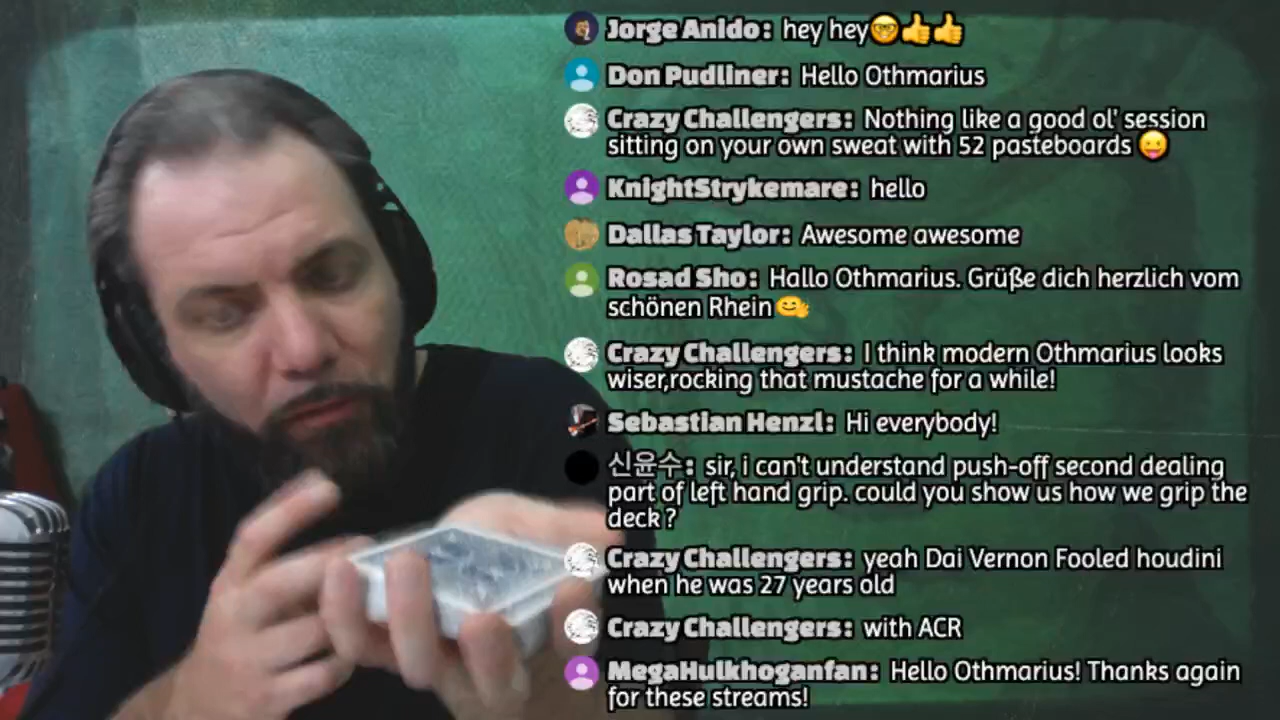 Jorge Anido: hey hey🤓👍👍
Don Pudliner: Hello Othmarius
Crazy Challengers: Nothing like a good ol' session
sitting on your own sweat with 52 pasteboards 😛
KnightStrykemare: hello
Dallas Taylor: Awesome awesome
Rosad Sho: Hallo Othmarius. Grüße dich herzlich vom
schönen Rhein🤗
Crazy Challengers: I think modern Othmarius looks
wiser,rocking that mustache for a while!
Sebastian Henzl: Hi everybody!
신윤수: sir, i can't understand push-off second dealing
part of left hand grip. could you show us how we grip the
deck?
Crazy Challengers: yeah Dai Vernon Fooled houdini
when he was 27 years old
Crazy Challengers: with ACR
MegaHulkhoganfan: Hello Othmarius! Thanks again
for these streams!